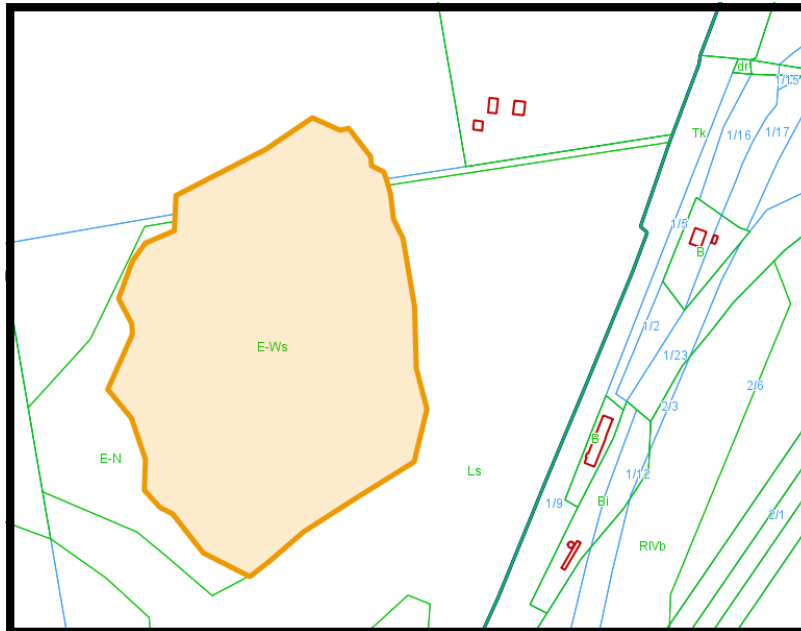 dr
1/15
Tk
1/16
1/17
1/5
B
E-Ws
1/2
1/23
2/6
2/3
B
E-N
Ls
1/12
1/9
Bi
2/1
RIVb